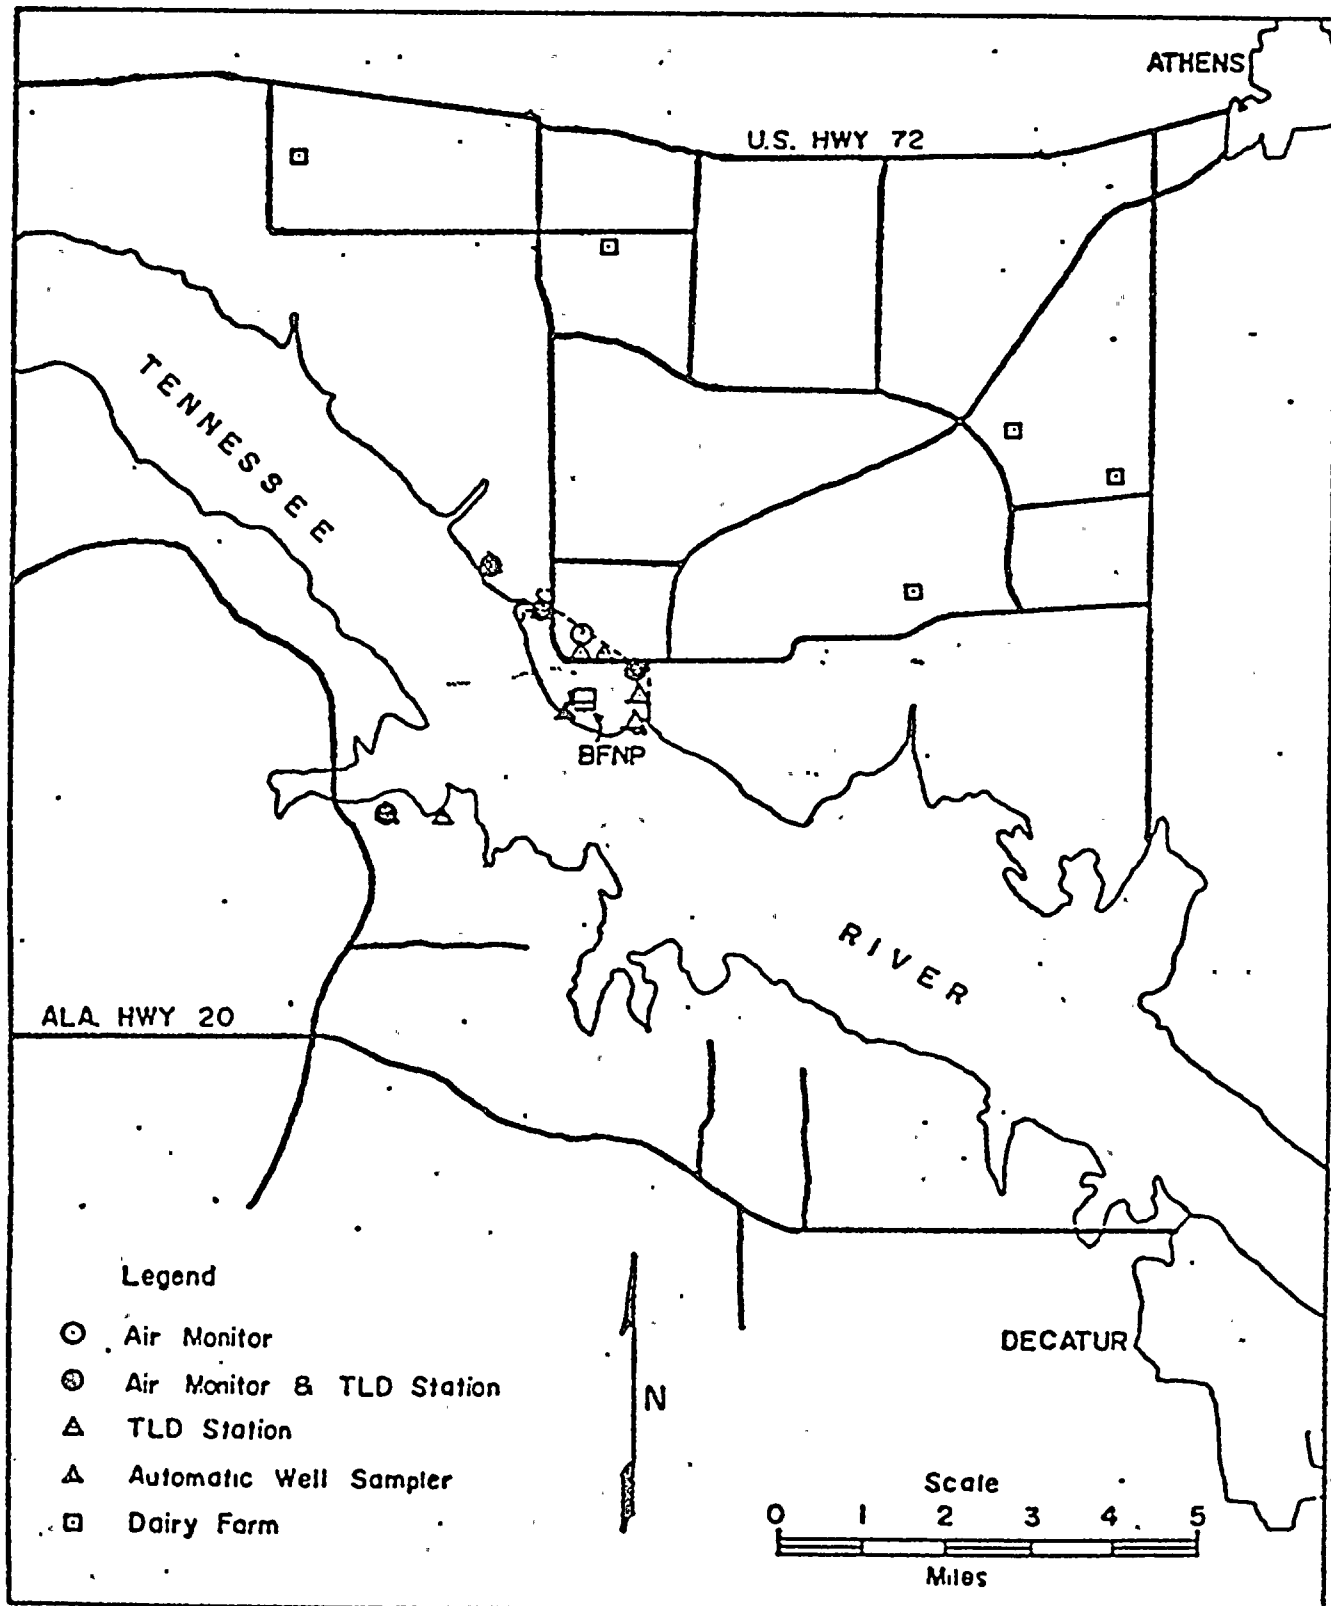 ATHENS
U.S. HWY 72
TENNESSEE
BFNP
RIVER
ALA. HWY 20
Legend
Air Monitor
Air Monitor & TLD Station
TLD Station
Automatic Well Sampler
Dairy Farm
N
DECATUR
Scale
0 1 2 3 4 5
Miles